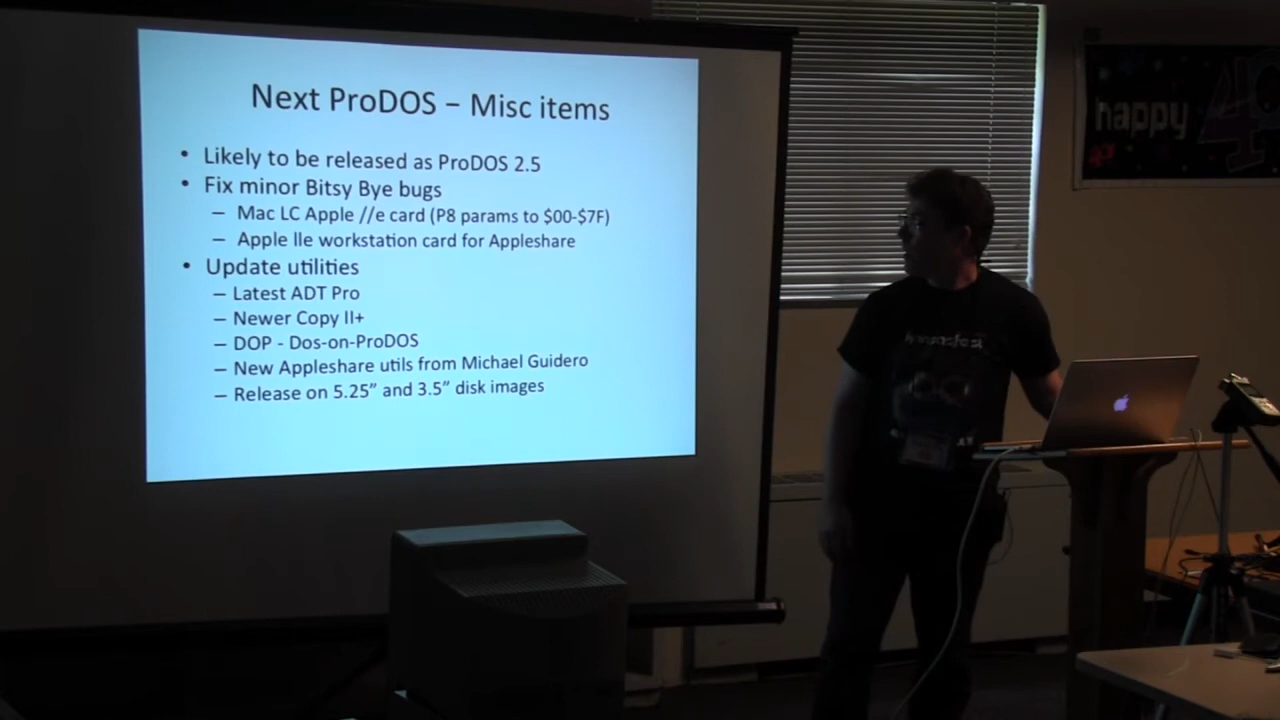 Next ProDOS – Misc items
• Likely to be released as ProDOS 2.5
• Fix minor Bitsy Bye bugs
– Mac LC Apple //e card (P8 params to $00-$7F)
– Apple IIe workstation card for Appleshare
• Update utilities
– Latest ADT Pro
– Newer Copy II+
– DOP - Dos-on-ProDOS
– New Appleshare utils from Michael Guidero
– Release on 5.25” and 3.5” disk images
happy